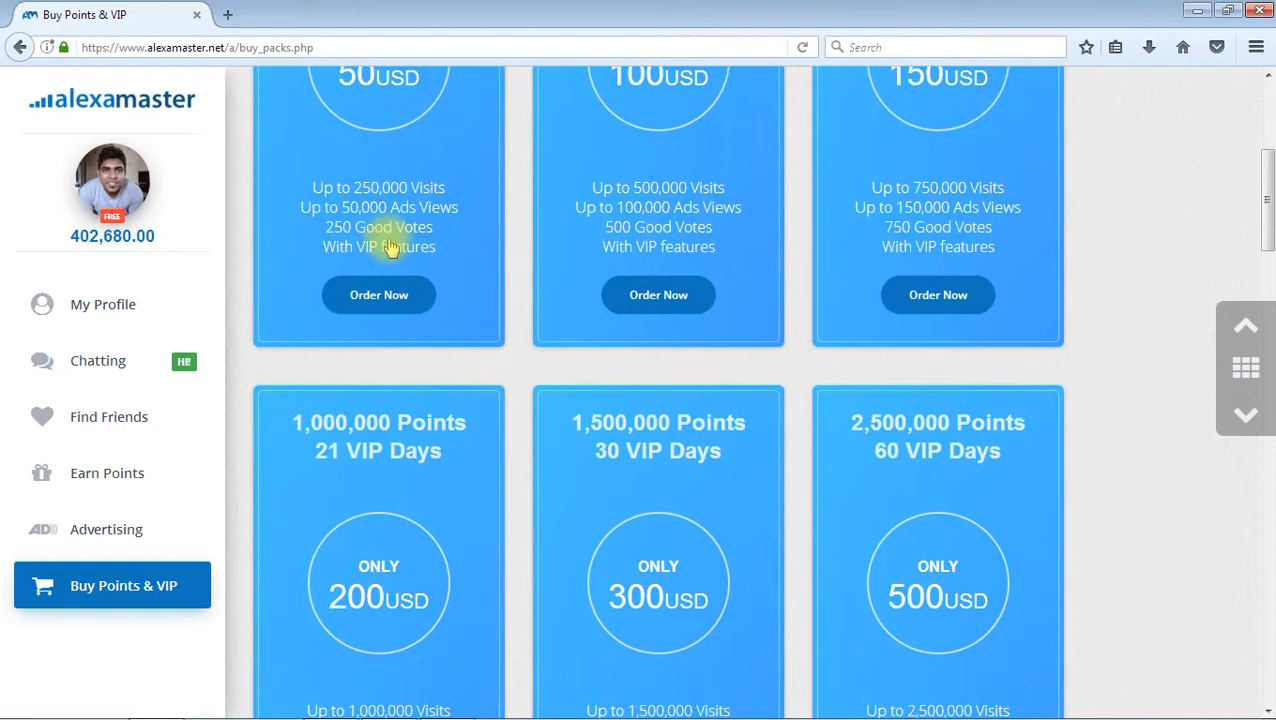 Buy Points & VIP
https://www.alexamaster.net/a/buy_packs.php
Search
alexamaster
FREE
402,680.00
My Profile
Chatting
HI!
Find Friends
Earn Points
AD
Advertising
Buy Points & VIP
50USD
Up to 250,000 Visits
Up to 50,000 Ads Views
250 Good Votes
With VIP features
Order Now
100USD
Up to 500,000 Visits
Up to 100,000 Ads Views
500 Good Votes
With VIP features
Order Now
150USD
Up to 750,000 Visits
Up to 150,000 Ads Views
750 Good Votes
With VIP features
Order Now
1,000,000 Points
21 VIP Days
ONLY
200USD
Up to 1,000,000 Visits
1,500,000 Points
30 VIP Days
ONLY
300USD
Up to 1,500,000 Visits
2,500,000 Points
60 VIP Days
ONLY
500USD
Up to 2,500,000 Visits